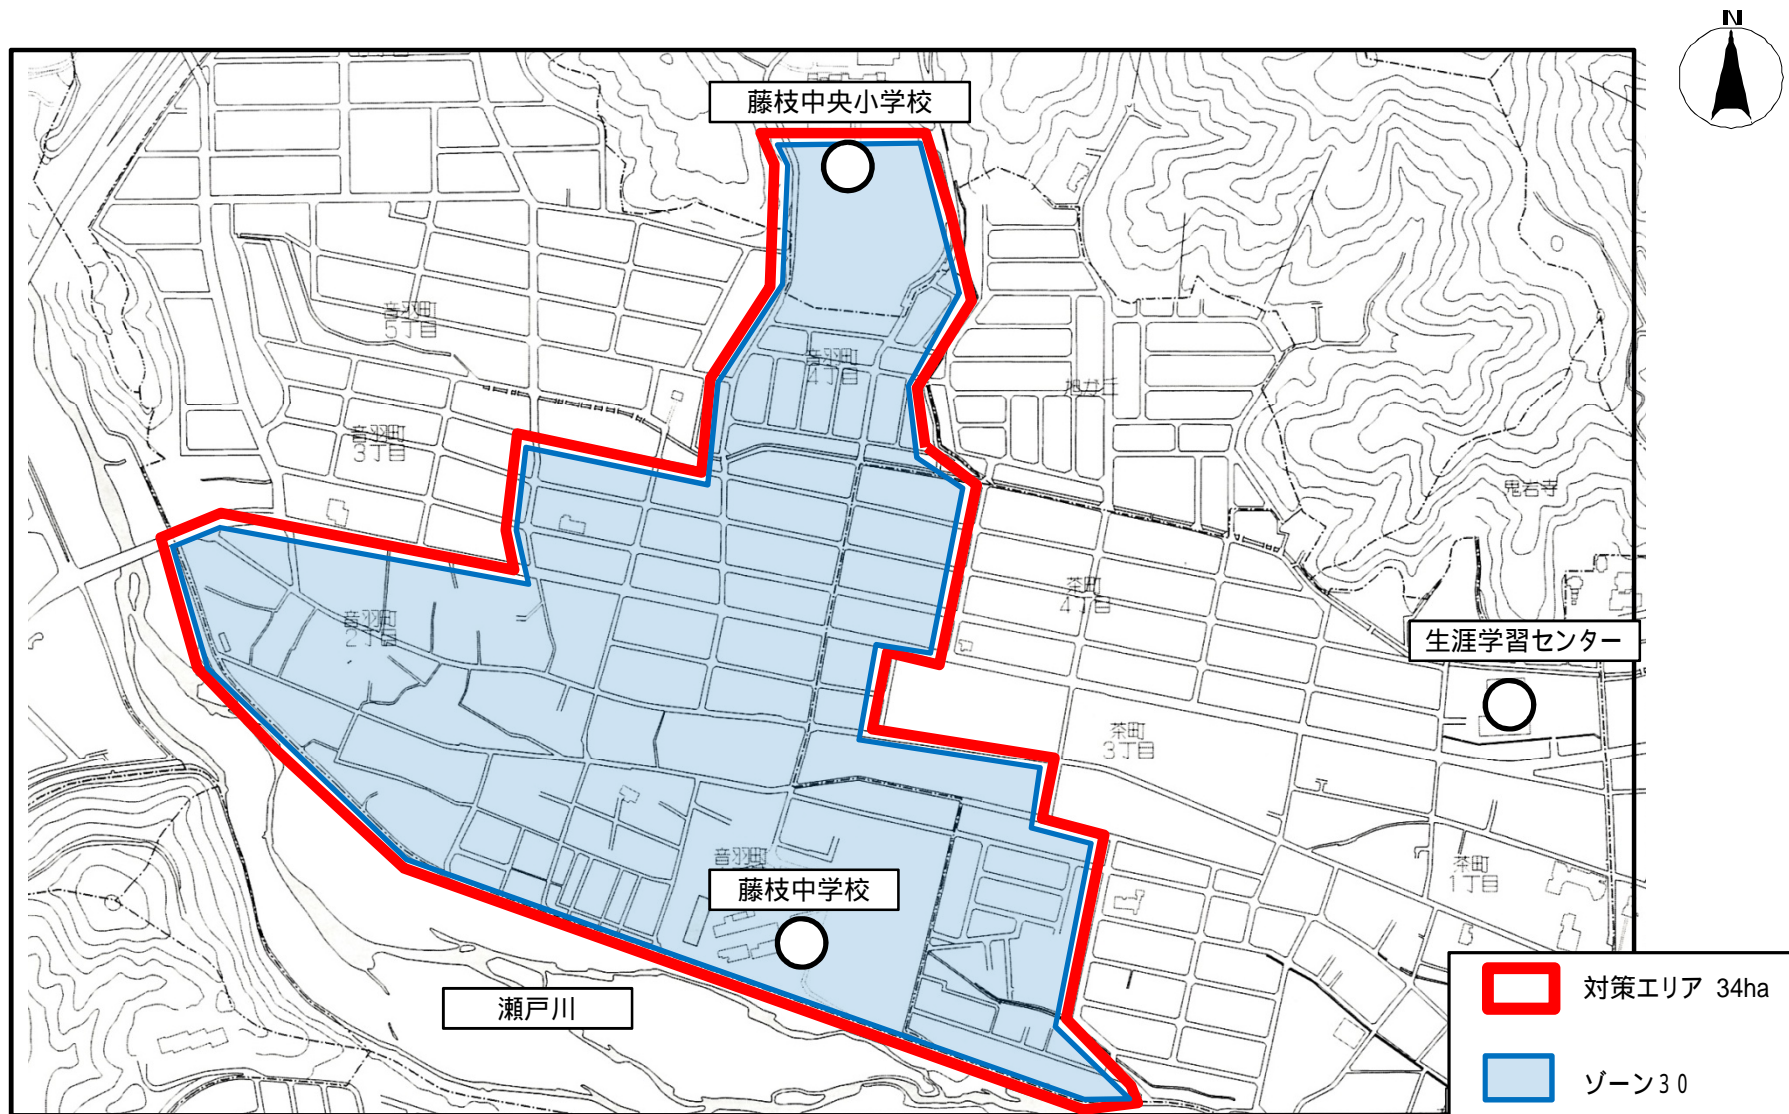 N
藤枝中央小学校
音羽町
5丁目
音羽町
4丁目
旭が丘
音羽町
3丁目
鬼岩寺
茶町
4丁目
音羽町
2丁目
生涯学習センター
茶町
3丁目
音羽町
茶町
1丁目
藤枝中学校
瀬戸川
対策エリア 34ha
ゾーン30